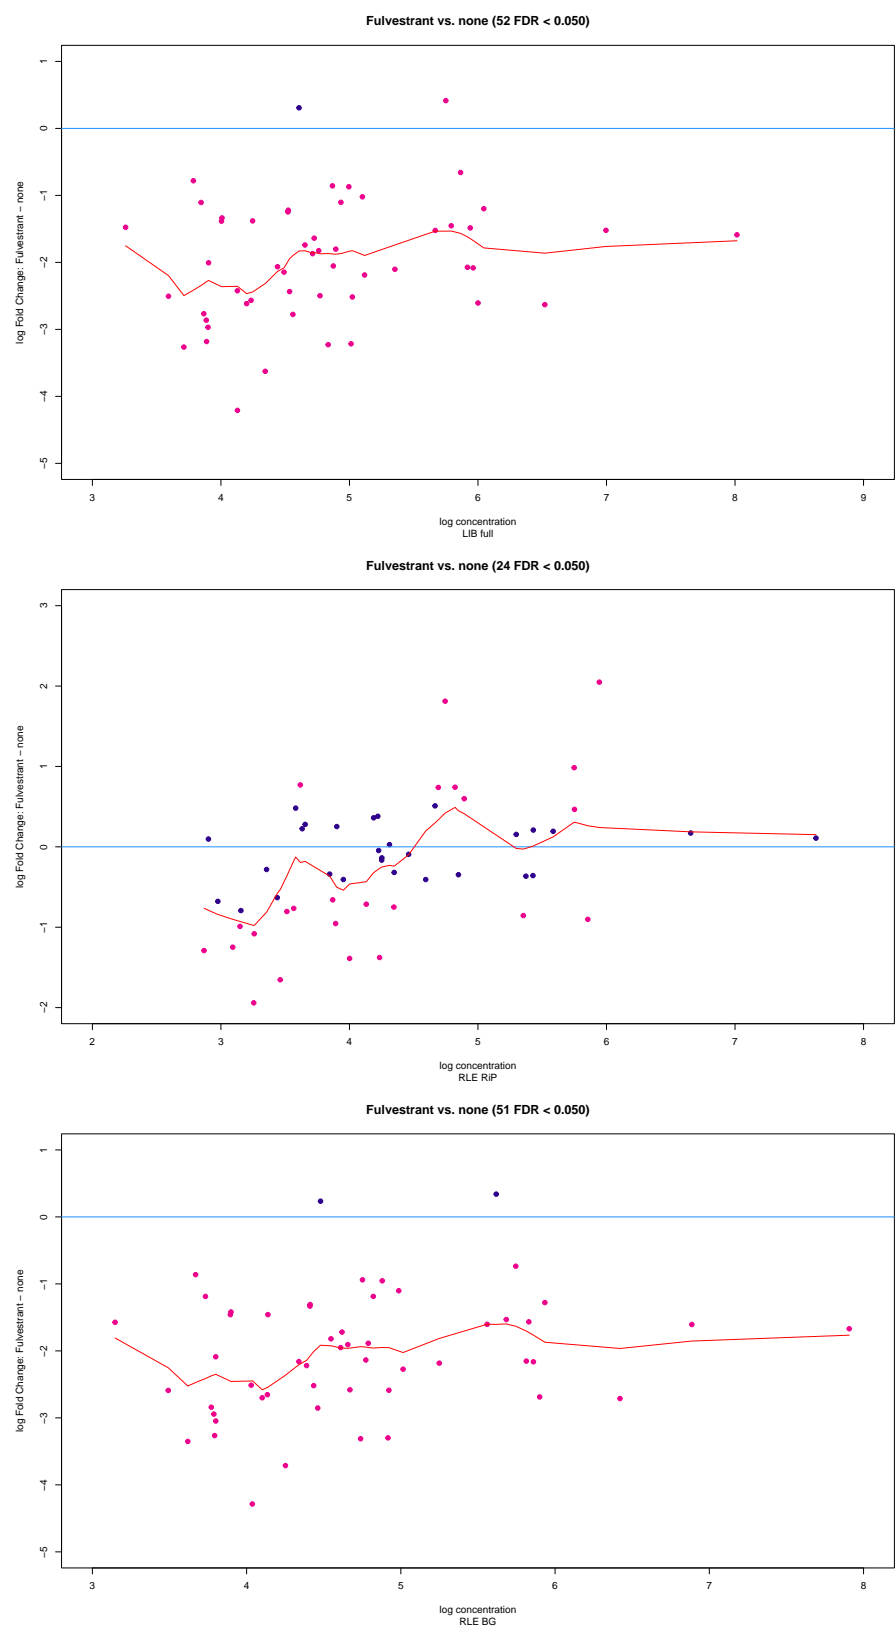 Fulvestrant vs. none (52 FDR < 0.050)
1
0
−1
−2
−3
−4
−5
log Fold Change: Fulvestrant − none
3 4 5 6 7 8 9
log concentration
LIB full
Fulvestrant vs. none (24 FDR < 0.050)
3
2
1
0
−1
−2
log Fold Change: Fulvestrant − none
2 3 4 5 6 7 8
log concentration
RLE RiP
Fulvestrant vs. none (51 FDR < 0.050)
1
0
−1
−2
−3
−4
−5
log Fold Change: Fulvestrant − none
3 4 5 6 7 8
log concentration
RLE BG